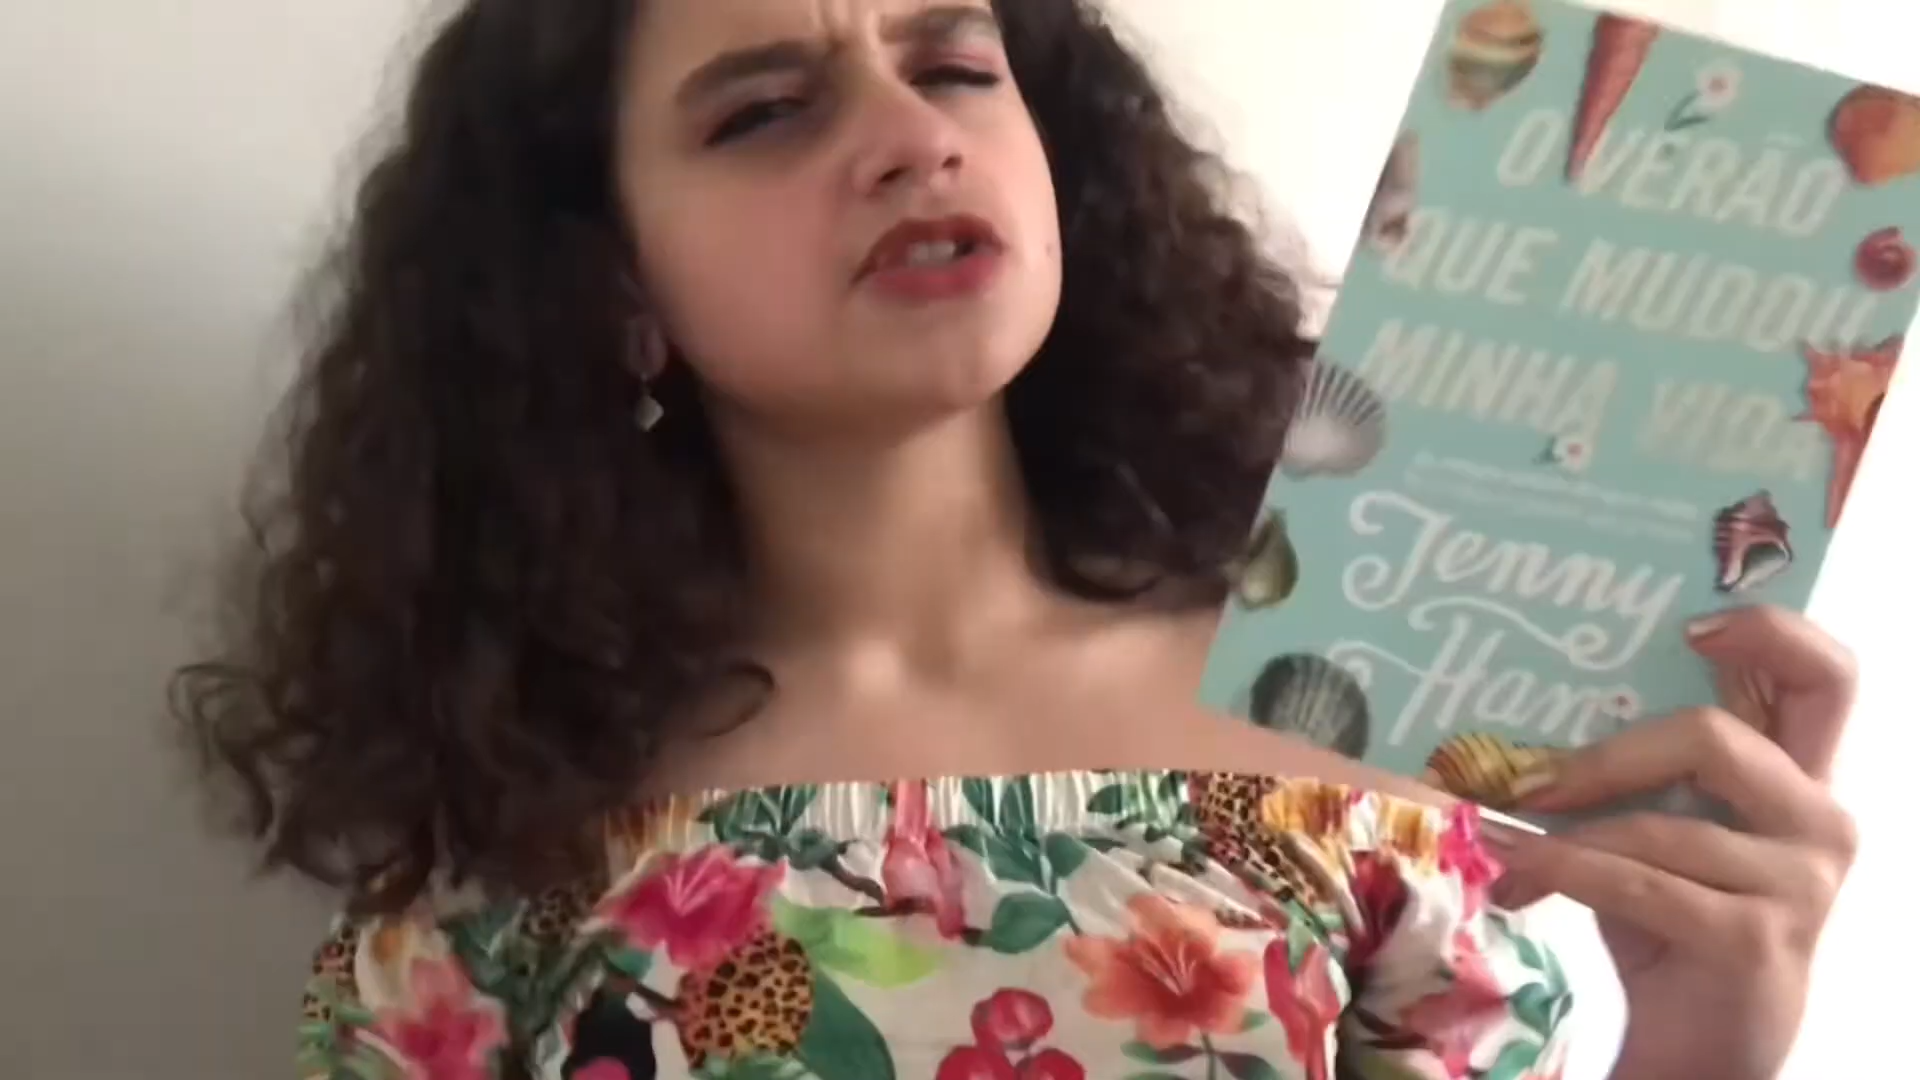 O VERÃO
QUE MUDOU
MINHA VIDA
Jenny
Han